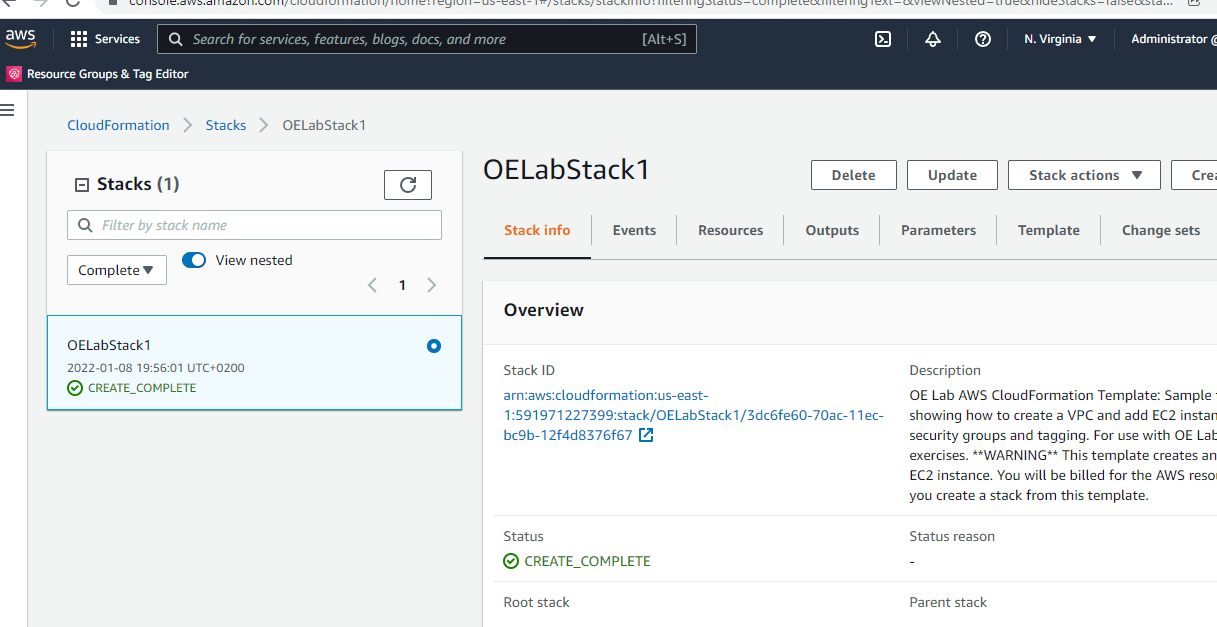 console.aws.amazon.com/cloudformation/home?region=us-east-1#/stacks/stackinfo?filteringStatus=complete&filteringText=&viewNested=true&hideStacks=false&sta...
aws
Services
Search for services, features, blogs, docs, and more
[Alt+S]
N. Virginia
Administrator @
Resource Groups & Tag Editor
CloudFormation
Stacks
OELabStack1
Stacks (1)
Filter by stack name
Complete
View nested
1
OELabStack1
2022-01-08 19:56:01 UTC+0200
CREATE_COMPLETE
OELabStack1
Delete
Update
Stack actions
Crea
Stack info
Events
Resources
Outputs
Parameters
Template
Change sets
Overview
Stack ID
arn:aws:cloudformation:us-east-
1:591971227399:stack/OELabStack1/3dc6fe60-70ac-11ec-
bc9b-12f4d8376f67
Description
OE Lab AWS CloudFormation Template: Sample
showing how to create a VPC and add EC2 instan
security groups and tagging. For use with OE Lab
exercises. **WARNING** This template creates an
EC2 instance. You will be billed for the AWS reso
you create a stack from this template.
Status
CREATE_COMPLETE
Status reason
-
Root stack
Parent stack